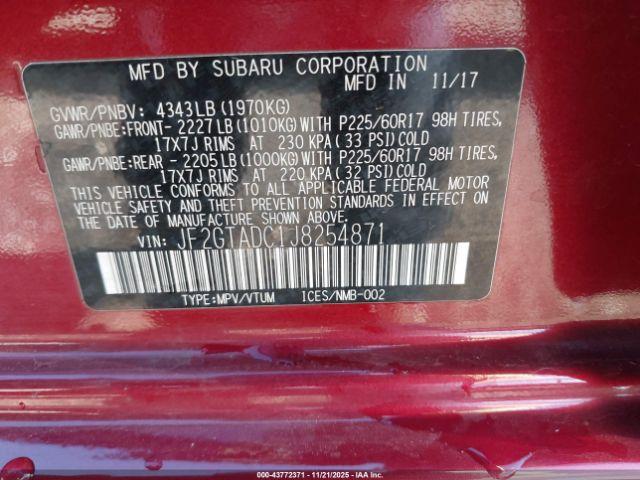 MFD BY SUBARU CORPORATION
MFD IN 11/17
GVWR/PNBV: 4343LB(1970KG)
GAWR/PNBE:FRONT- 2227LB(1010KG)WITH P225/60R17 98H TIRES,
17X7J RIMS AT 230 KPA(33 PSI)COLD
GAWR/PNBE:REAR - 2205LB(1000KG)WITH P225/60R17 98H TIRES,
17X7J RIMS AT 220 KPA(32 PSI)COLD
THIS VEHICLE CONFORMS TO ALL APPLICABLE FEDERAL MOTOR
VEHICLE SAFETY AND THEFT PREVENTION STANDARDS IN EFFECT ON
THE DATE OF MANUFACTURE SHOWN ABOVE.
VIN: JF2GTADC1J8254871
TYPE:MPV/VTUM ICES/NMB-002
© 43772371 - 11/21/2025 - IAA Inc.